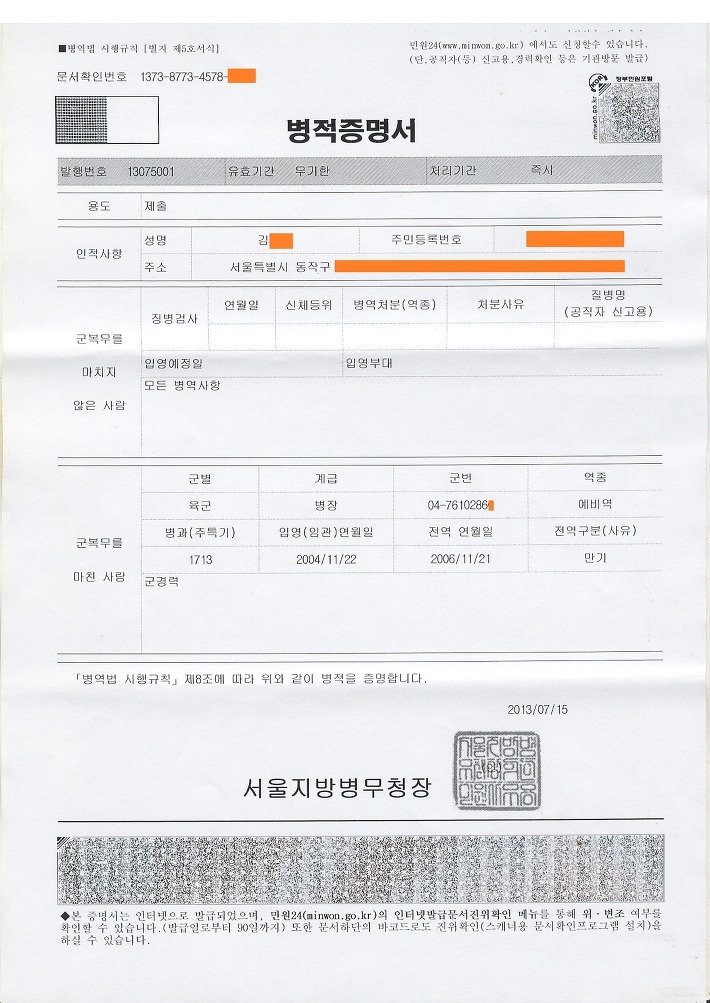 ■병역법 시행규칙 [별지 제5호서식]
민원24(www.minwon.go.kr) 에서도 신청할수 있습니다.
(단,공직자(등) 신고용,경력확인 등은 기관방문 발급)
문서확인번호 1373-8773-4578-
정부민원포털
minwon.go.kr
병적증명서
발행번호 13075001 유효기간 무기한 처리기간 즉시
용도 제출
인적사항
성명 김 주민등록번호
주소 서울특별시 동작구
군복무를
마치지
않은 사람
질병검사 연월일 신체등위 병역처분(역종) 처분사유 질병명
(공직자 신고용)
입영예정일 입영부대
모든 병역사항
군복무를
마친 사람
군별 계급 군번 역종
육군 병장 04-7610286 예비역
병과(주특기) 입영(임관)연월일 전역 연월일 전역구분(사유)
1713 2004/11/22 2006/11/21 만기
군경력
「병역법 시행규칙」제8조에 따라 위와 같이 병적을 증명합니다.
2013/07/15
서울지방병무청장
(인)
◆본 증명서는 인터넷으로 발급되었으며, 민원24(minwon.go.kr)의 인터넷발급문서진위확인 메뉴를 통해 위·변조 여부를
확인할 수 있습니다.(발급일로부터 90일까지) 또한 문서하단의 바코드로도 진위확인(스캐너용 문서확인프로그램 설치)을
하실 수 있습니다.